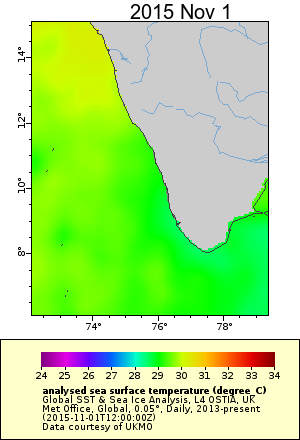 2015 Nov 1
14°
12°
10°
8°
74° 76° 78°
24 25 26 27 28 29 30 31 32 33 34
analysed sea surface temperature (degree_C)
Global SST & Sea Ice Analysis, L4 OSTIA, UK
Met Office, Global, 0.05°, Daily, 2013-present
(2015-11-01T12:00:00Z)
Data courtesy of UKMO